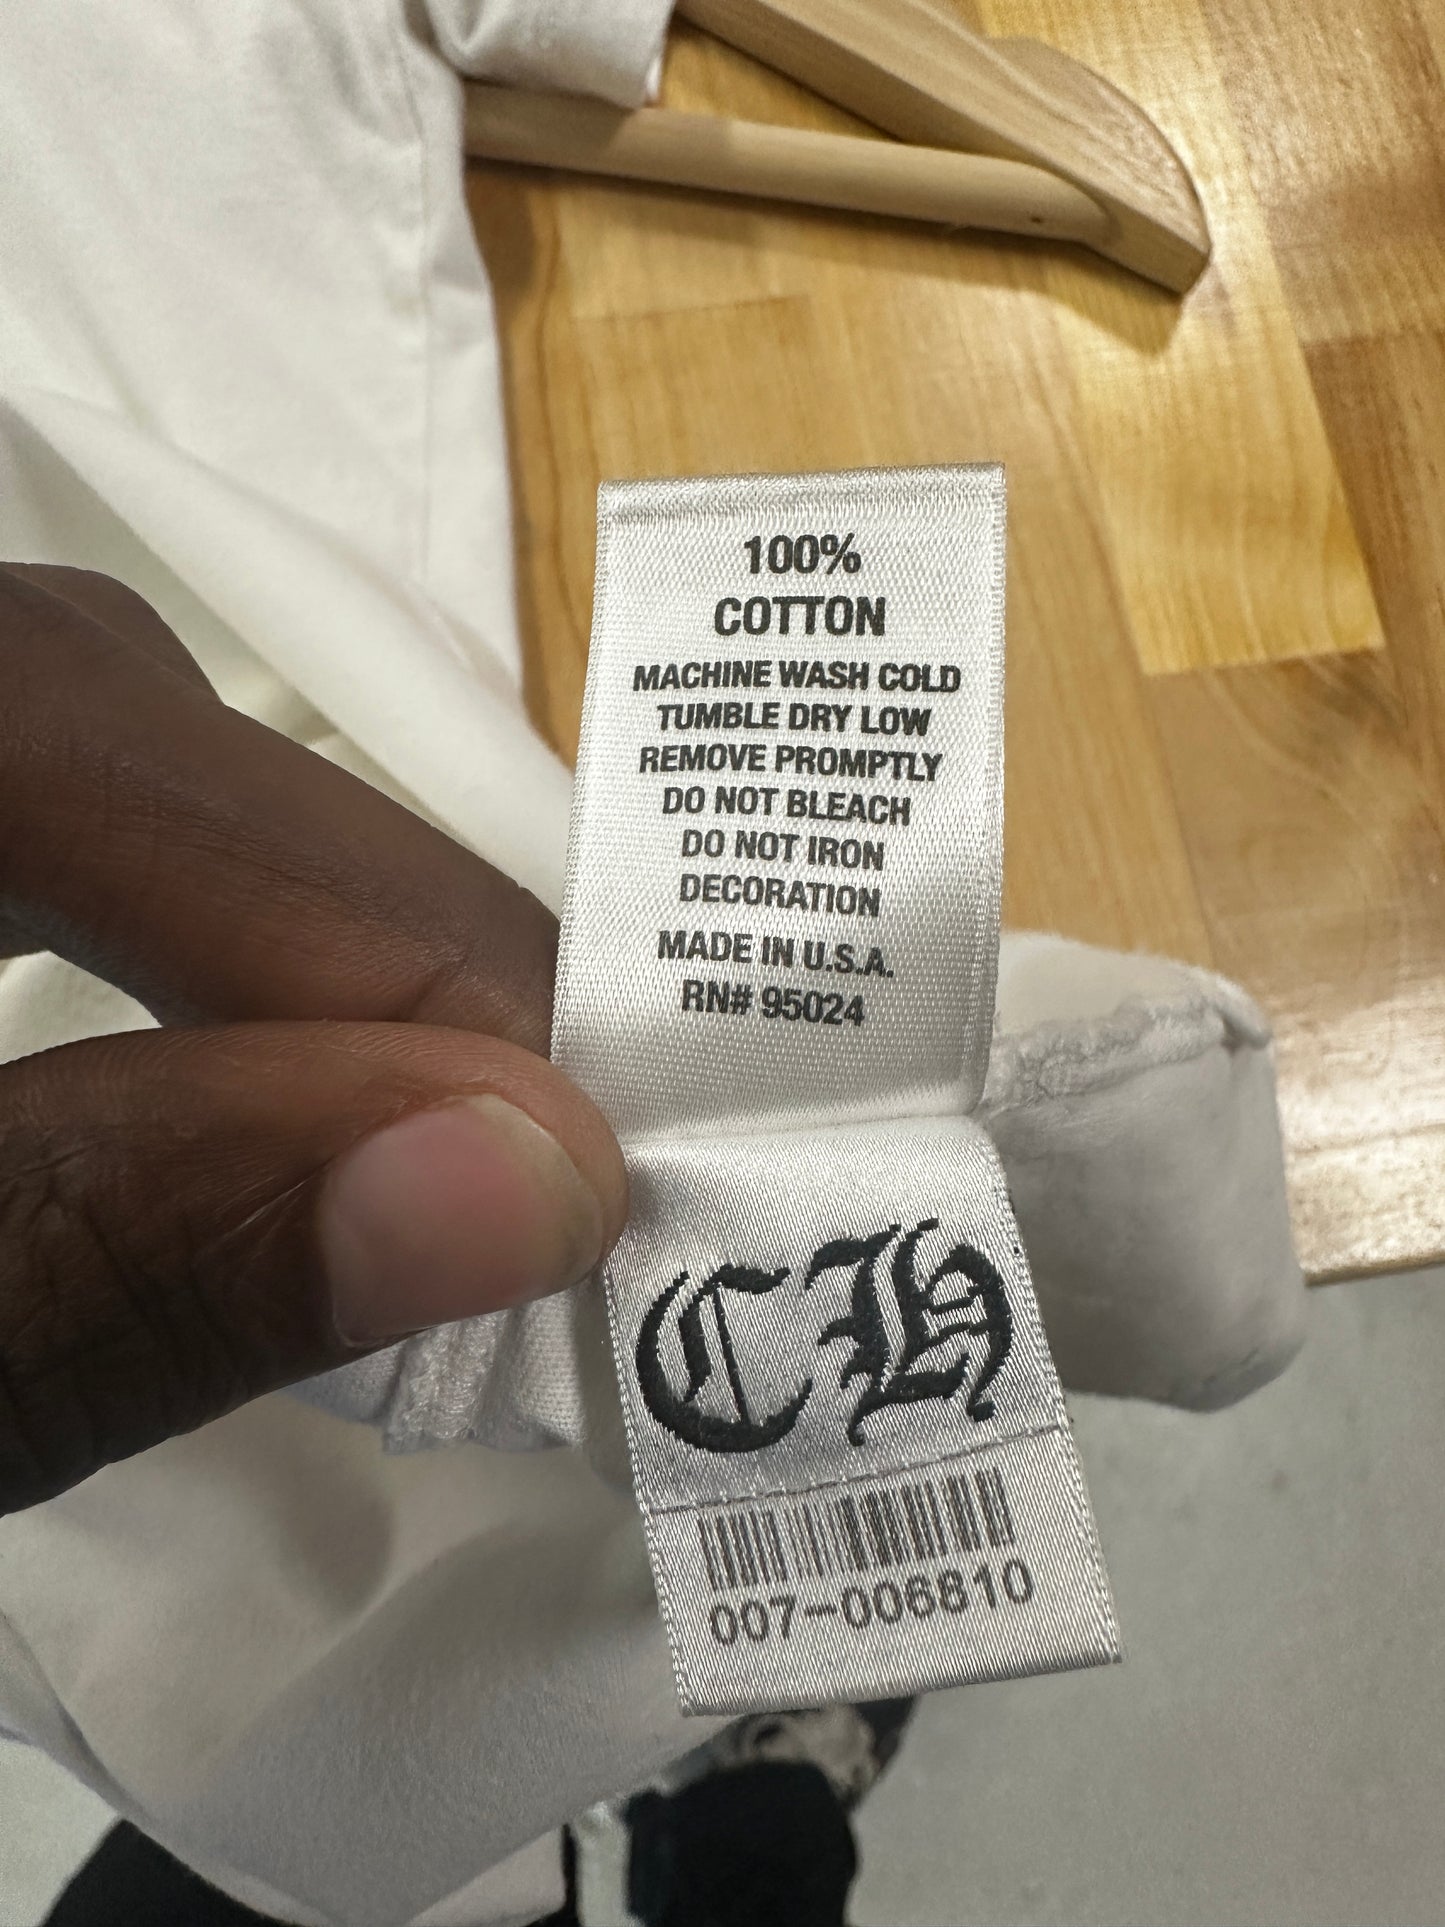 100%
COTTON
MACHINE WASH COLD
TUMBLE DRY LOW
REMOVE PROMPTLY
DO NOT BLEACH
DO NOT IRON
DECORATION
MADE IN U.S.A.
RN# 95024
CH
007-006810